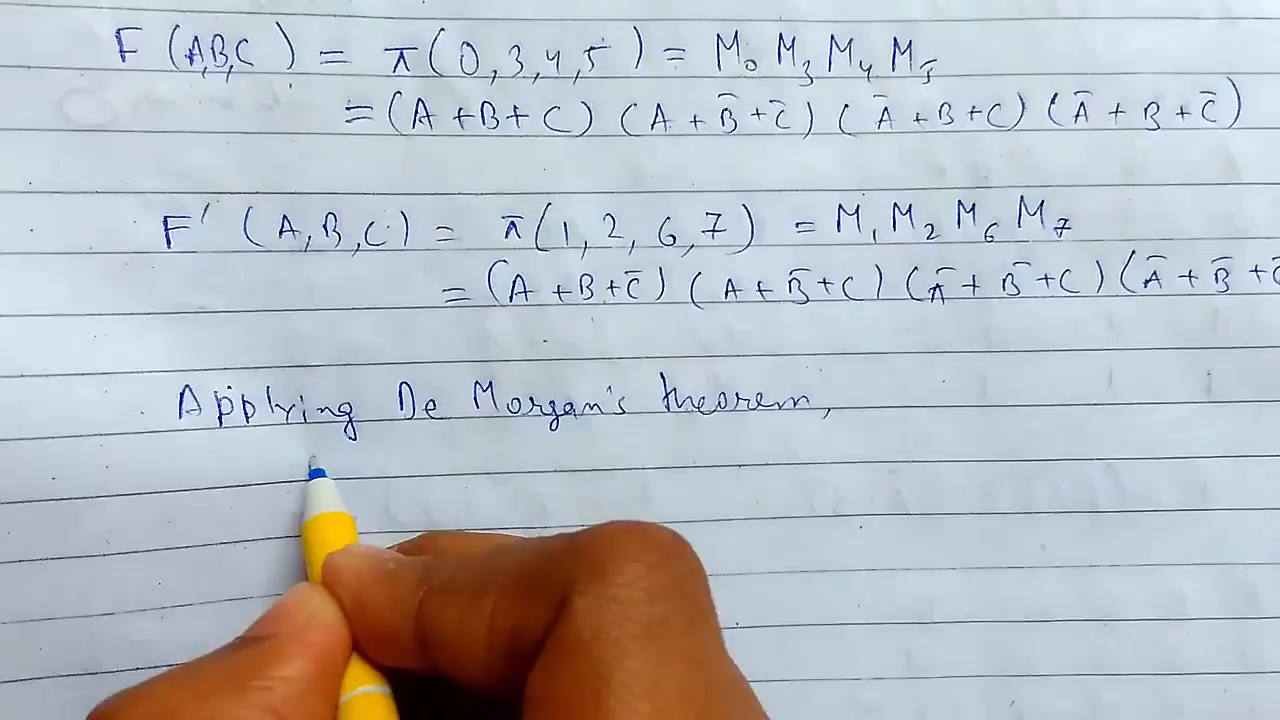 F (A,B,C) = π(0,3,4,5) = M₀ M₃ M₄ M₅
= (A+B+C) (A+B̄+C̄) (Ā+B+C) (Ā+B+C̄)
F' (A,B,C) = π(1,2,6,7) = M₁ M₂ M₆ M₇
= (A+B+C̄) (A+B̄+C) (Ā+B̄+C) (Ā+B̄+C̄
Applying De Morgan's theorem,